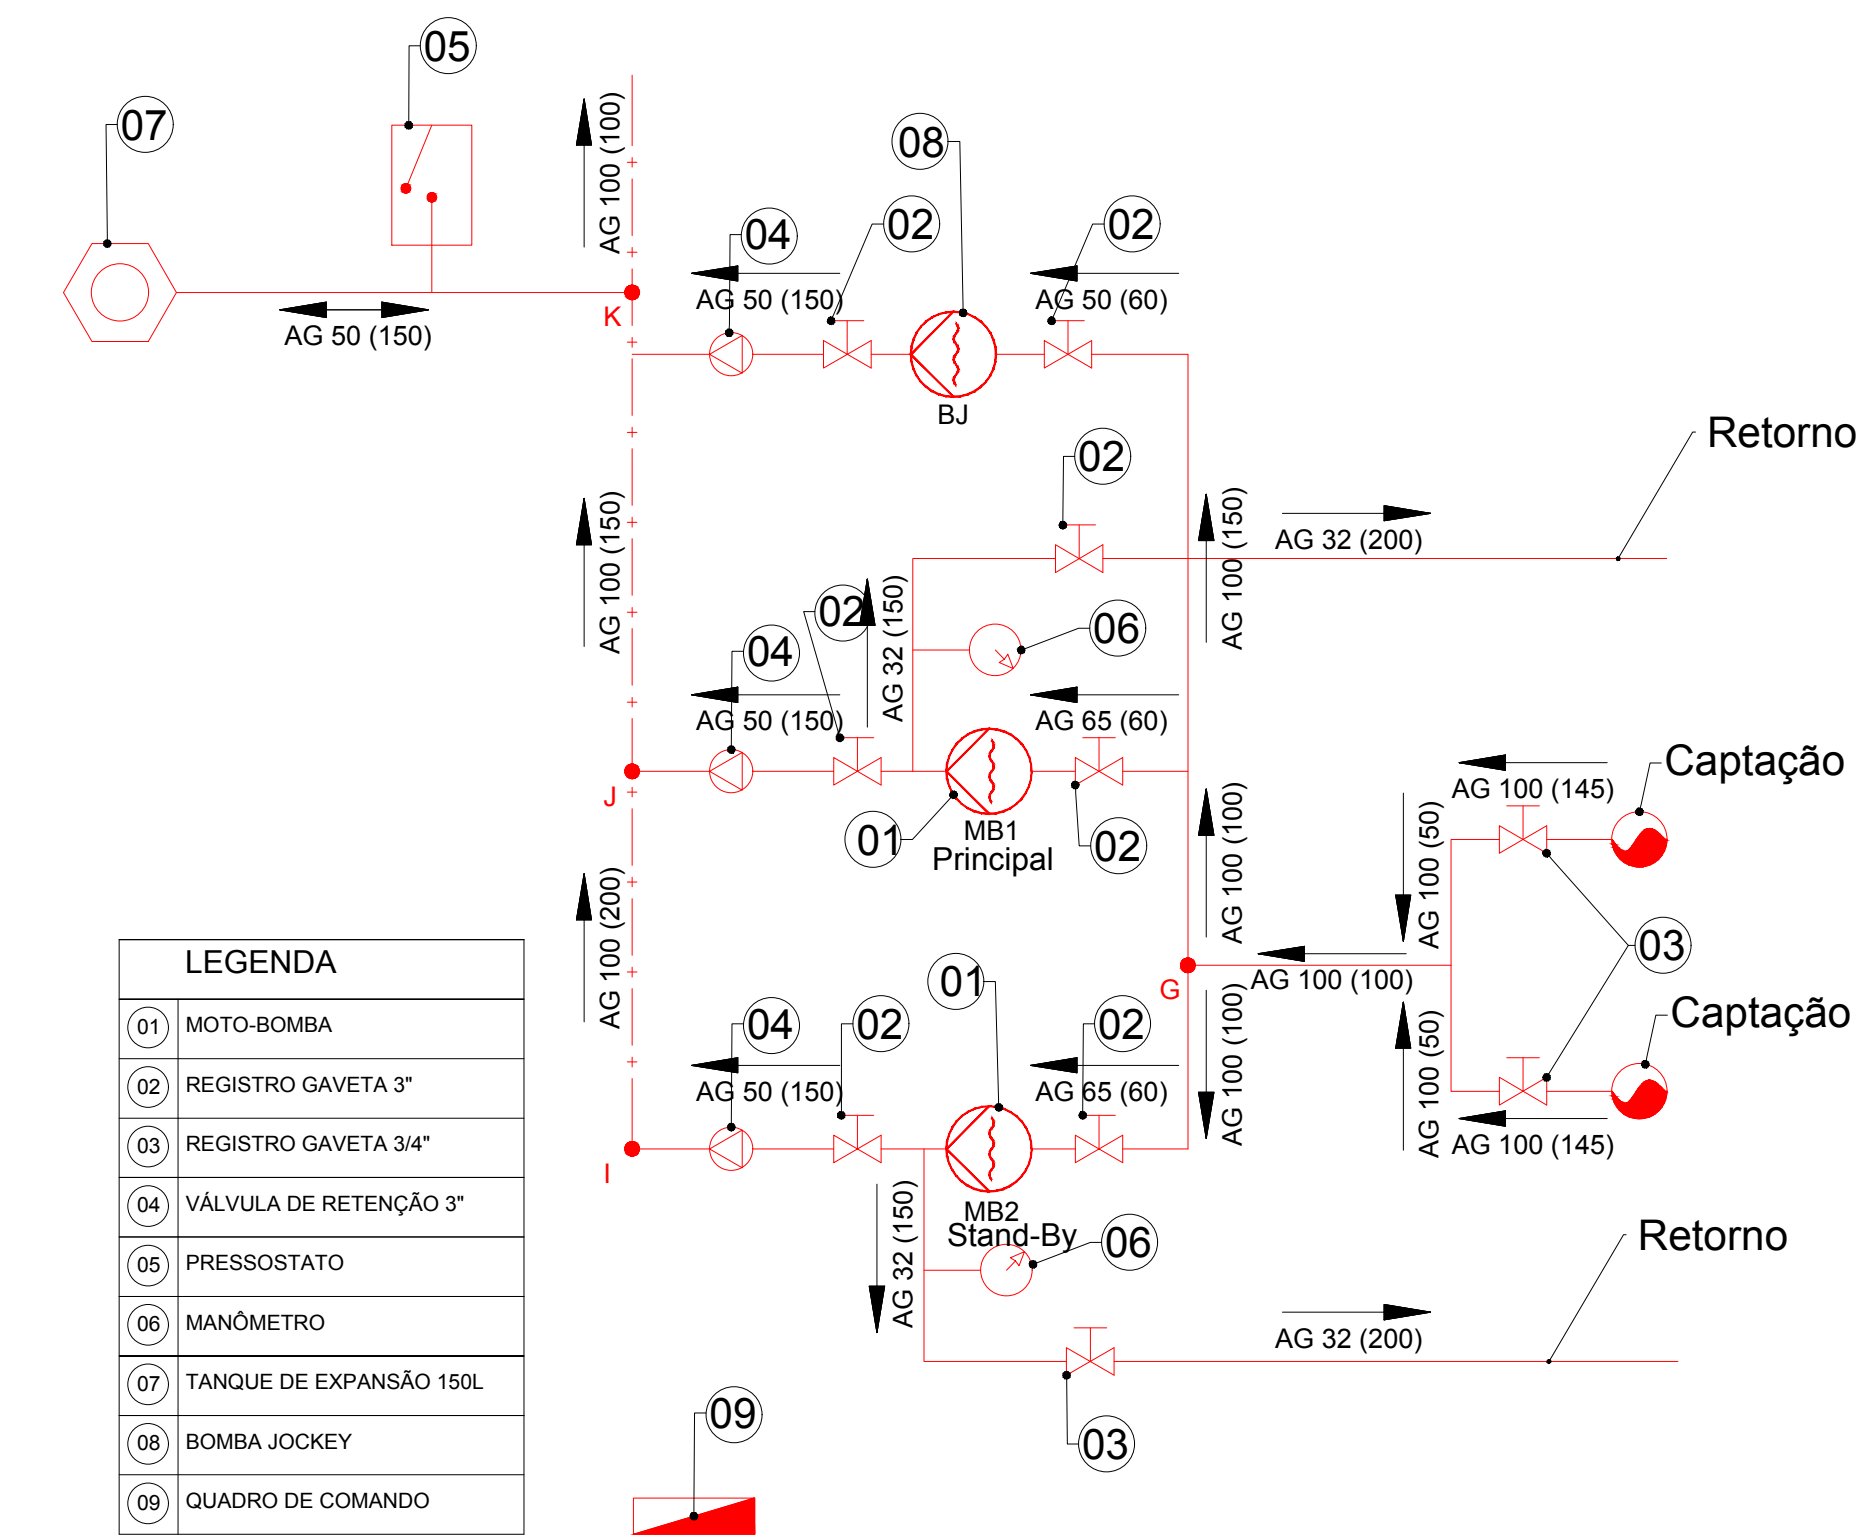 05
07
AG 100 (100)
08
04
02
02
AG 50 (150)
AG 50 (60)
K
AG 50 (150)
BJ
Retorno
02
AG 100 (150)
AG 100 (150)
AG 32 (200)
02
AG 32 (150)
06
04
AG 50 (150)
AG 65 (60)
Captação
J
AG 100 (145)
01
MB1
Principal
02
AG 100 (100)
AG 100 (50)
AG 100 (200)
03
G
AG 100 (100)
01
Captação
04
02
02
AG 50 (150)
AG 65 (60)
AG 100 (100)
AG 100 (50)
AG 100 (145)
I
MB2
Stand-By
AG 32 (150)
06
Retorno
AG 32 (200)
09
03
LEGENDA
01 MOTO-BOMBA
02 REGISTRO GAVETA 3"
03 REGISTRO GAVETA 3/4"
04 VÁLVULA DE RETENÇÃO 3"
05 PRESSOSTATO
06 MANÔMETRO
07 TANQUE DE EXPANSÃO 150L
08 BOMBA JOCKEY
09 QUADRO DE COMANDO